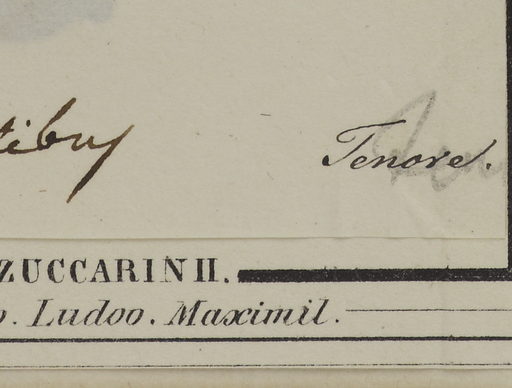 tibus Tenore.
ZUCCARINII.
o. Ludov. Maximil.